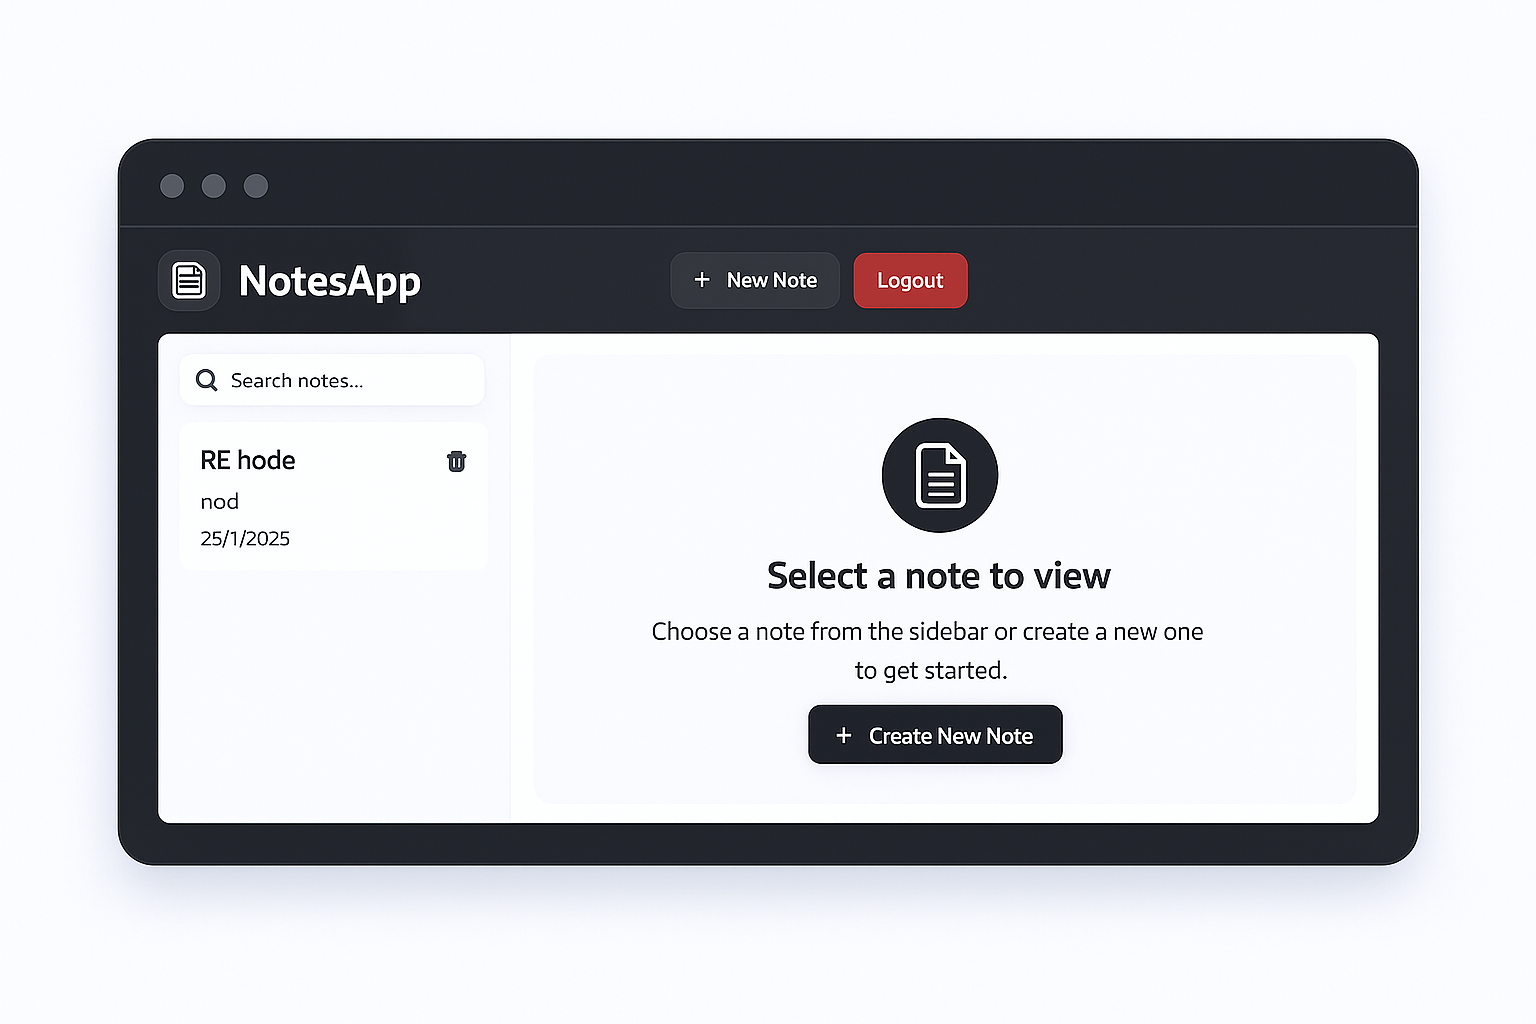 NotesApp
+ New Note
Logout
Search notes...
RE hode
nod
25/1/2025
Select a note to view
Choose a note from the sidebar or create a new one
to get started.
+ Create New Note